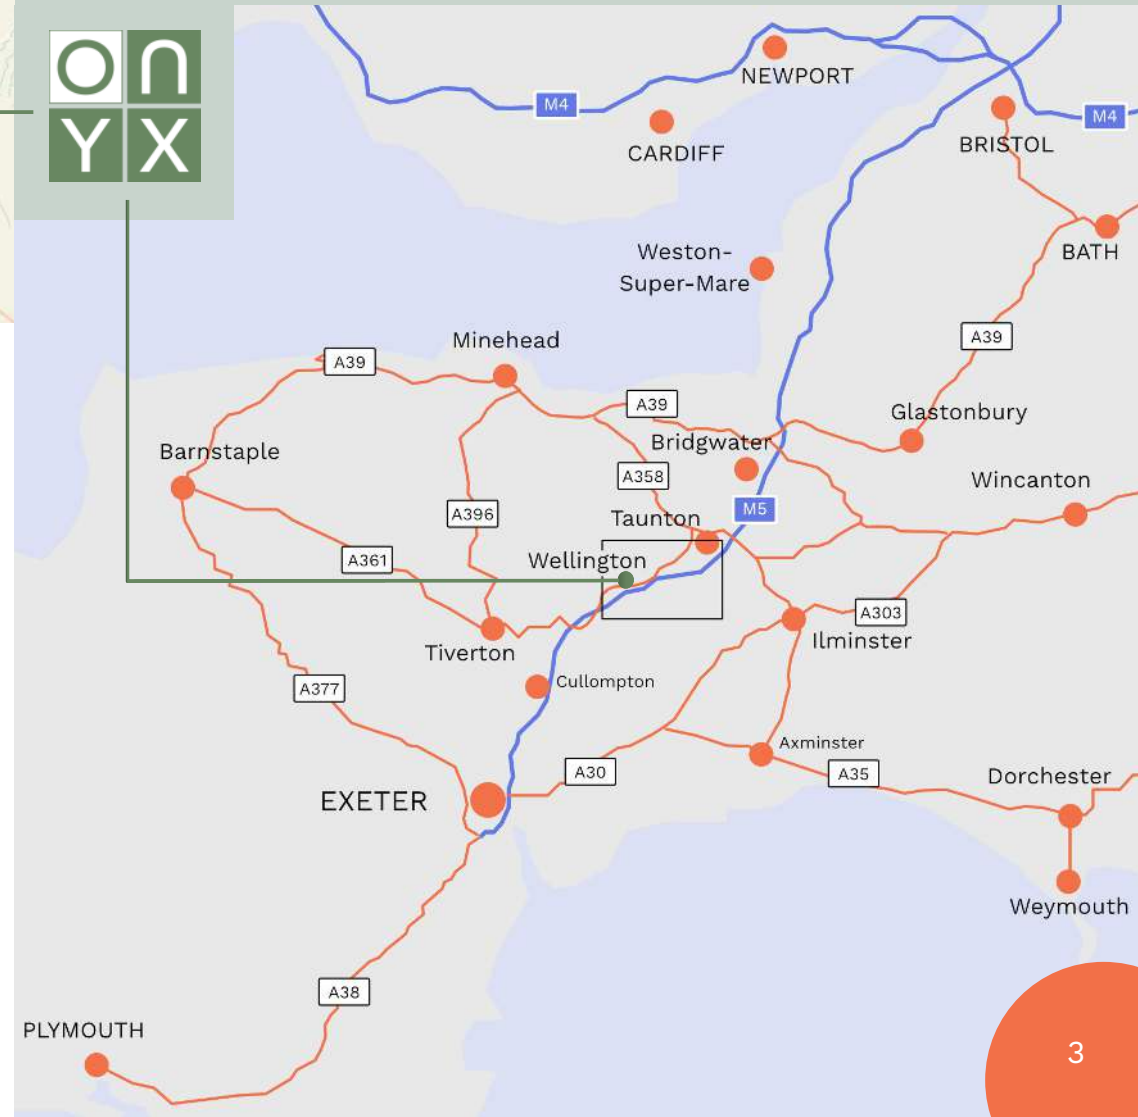 On
YX
NEWPORT
M4
M4
CARDIFF
BRISTOL
Weston-
Super-Mare
BATH
A39
Minehead
A39
A39
Glastonbury
Bridgwater
Barnstaple
A358
Wincanton
A396
M5
Taunton
A361
Wellington
A303
Ilminster
Tiverton
Cullompton
A377
Axminster
A30
A35
Dorchester
EXETER
Weymouth
A38
PLYMOUTH
3